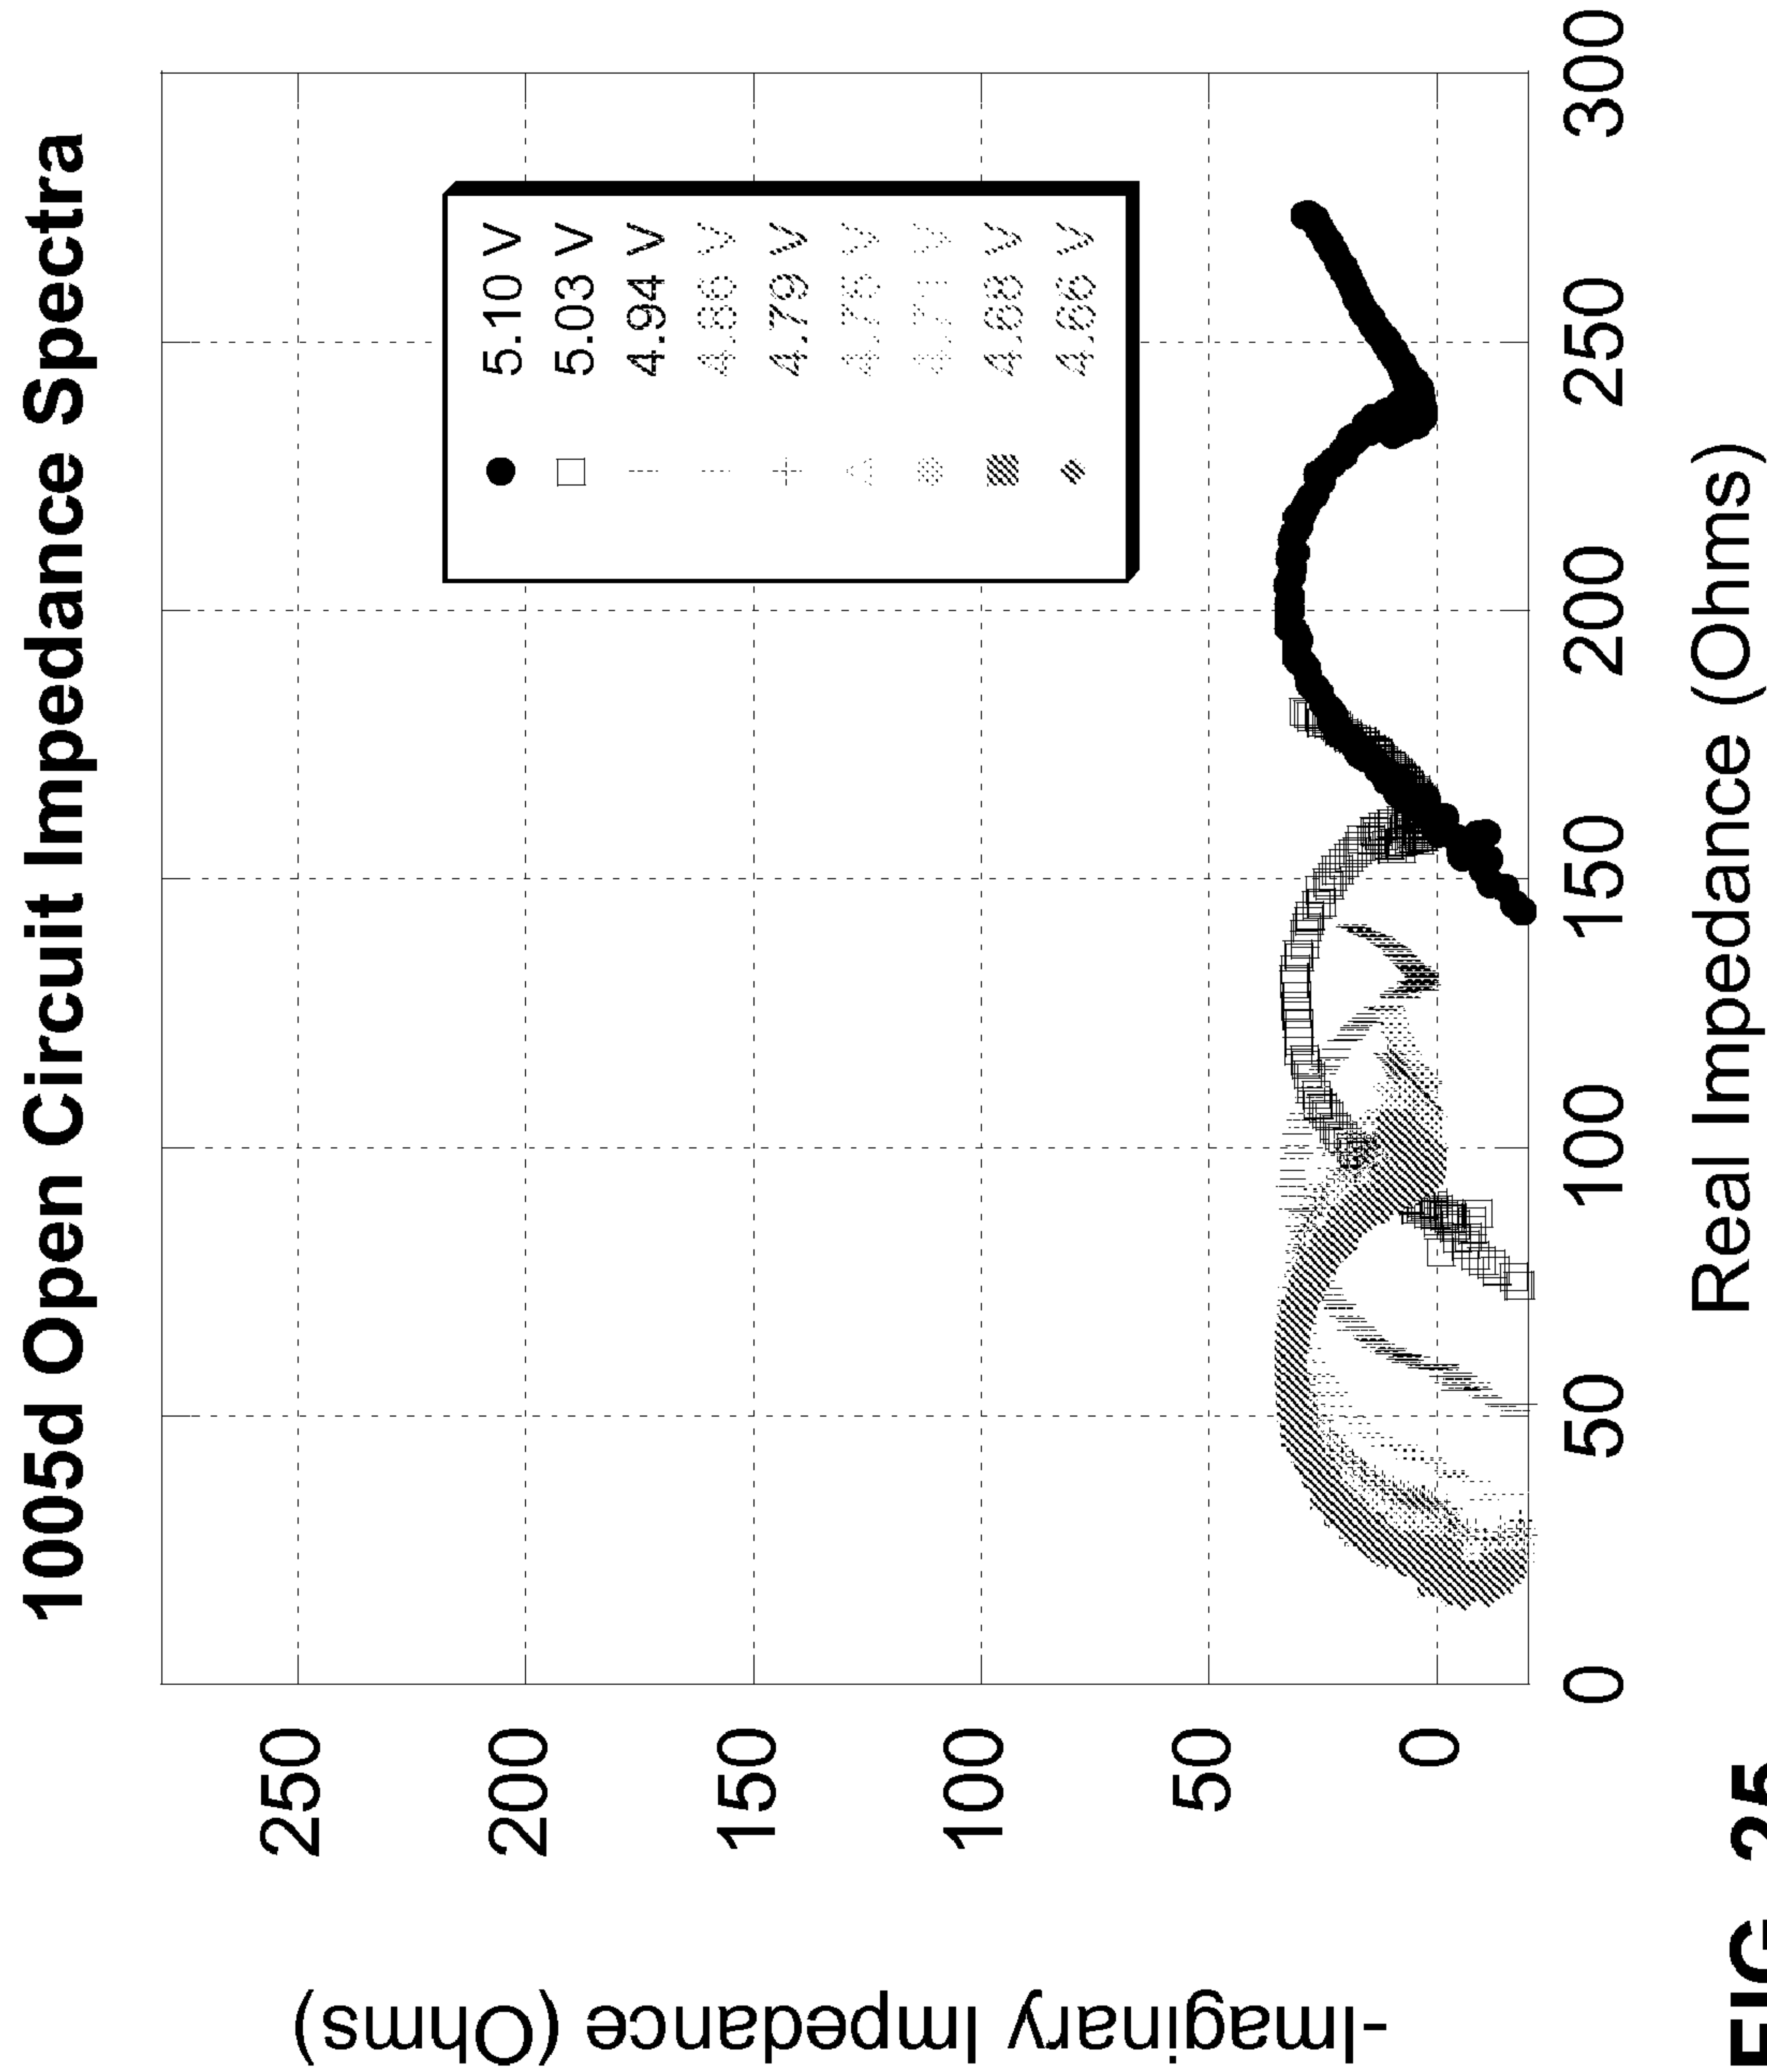 1005d Open Circuit Impedance Spectra
-Imaginary Impedance (Ohms)
250
200
150
100
50
0
5.10 V
5.03 V
4.94 V
4.86 V
4.79 V
4.75 V
4.71 V
4.68 V
4.66 V
0
50
100
150
200
250
300
Real Impedance (Ohms)
FIG. 25